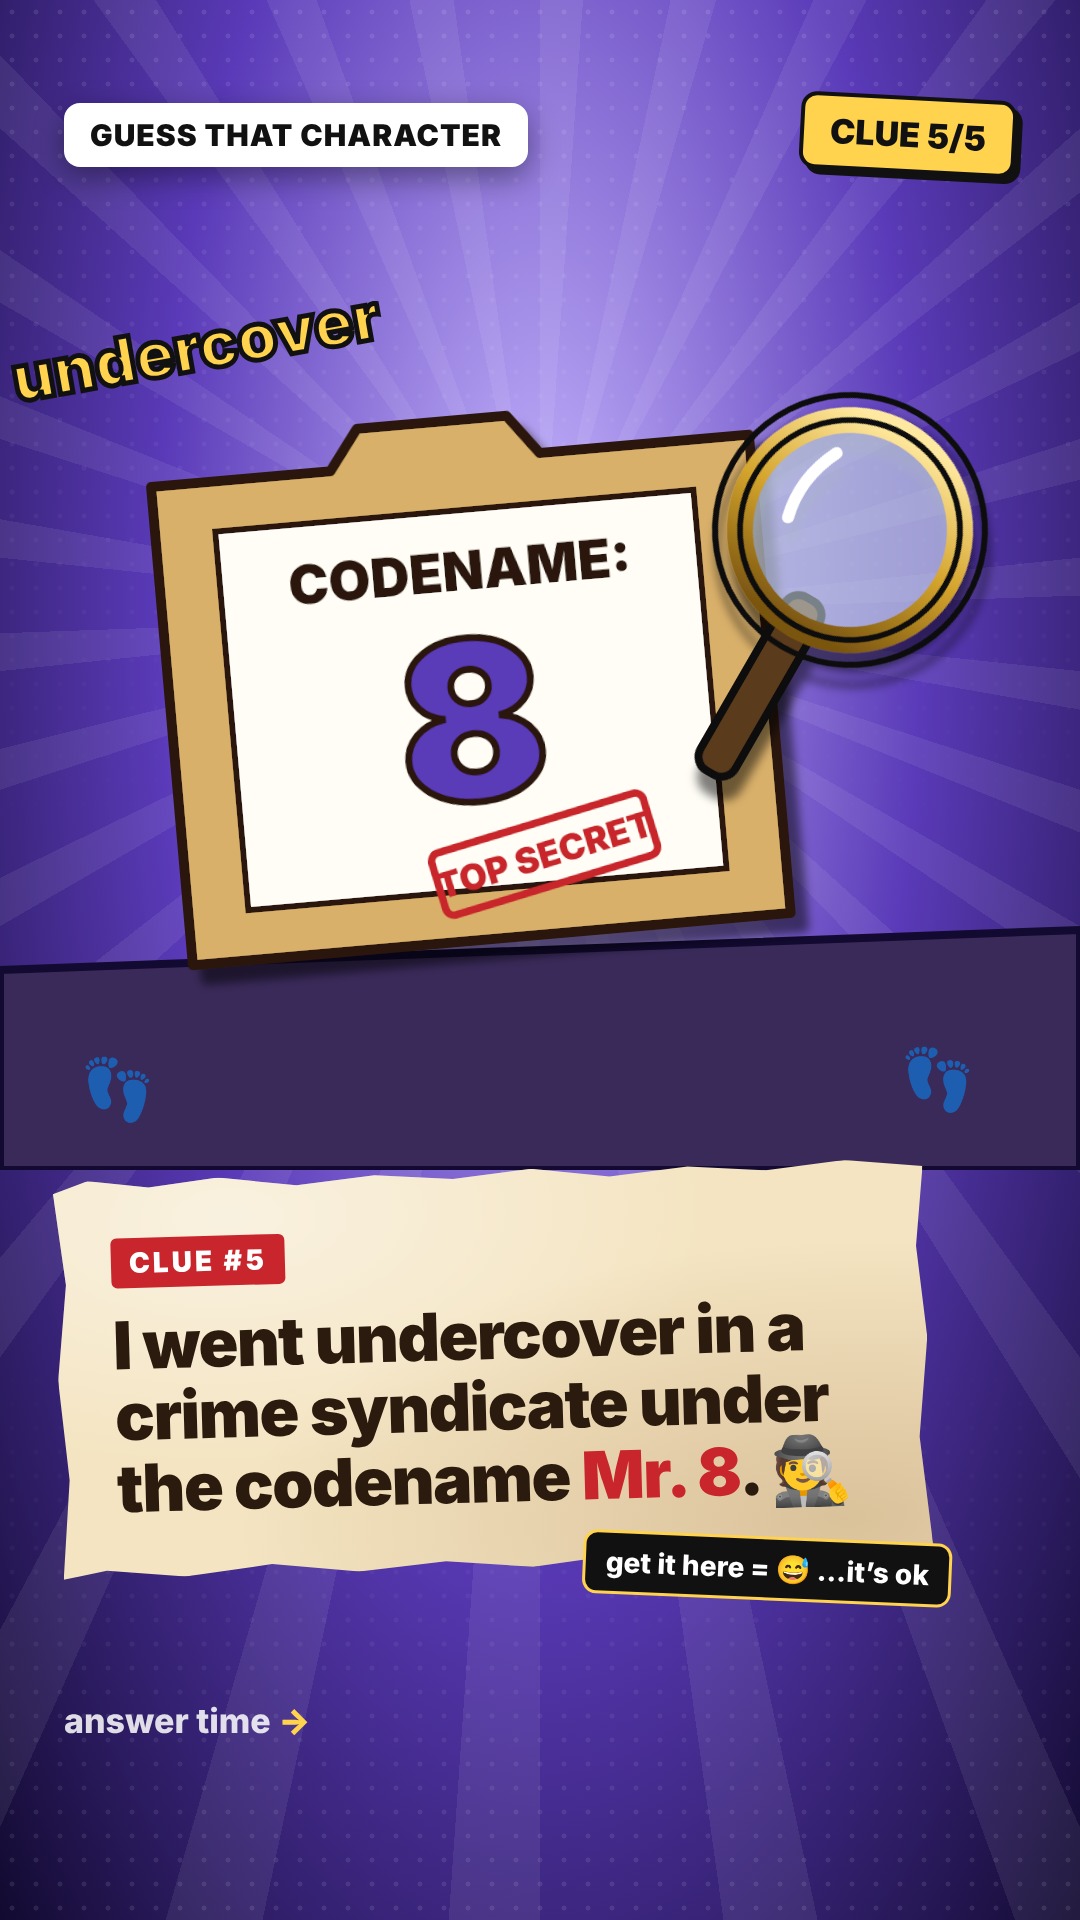 GUESS THAT CHARACTER
CLUE 5/5
undercover
CODENAME:
8
TOP SECRET
CLUE #5
I went undercover in a
crime syndicate under
the codename Mr. 8. 🕵️
get it here = 😅 ...it's ok
answer time →